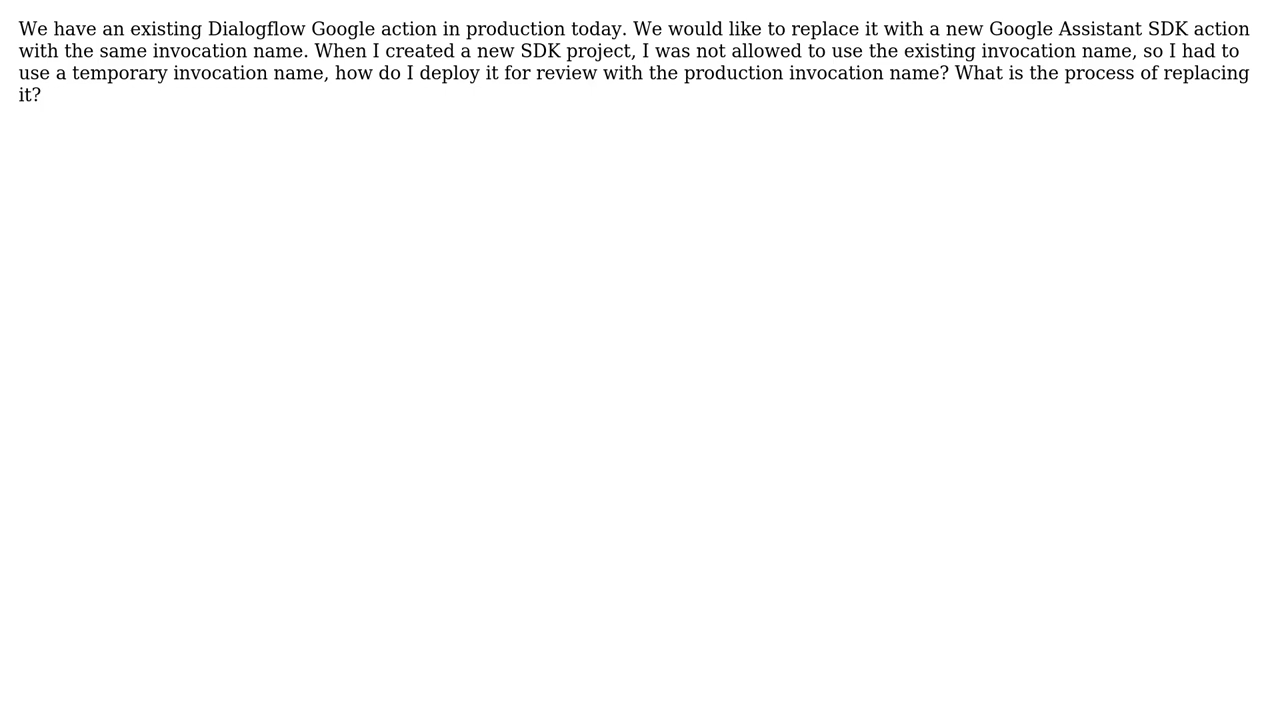 We have an existing Dialogflow Google action in production today. We would like to replace it with a new Google Assistant SDK action
with the same invocation name. When I created a new SDK project, I was not allowed to use the existing invocation name, so I had to
use a temporary invocation name, how do I deploy it for review with the production invocation name? What is the process of replacing
it?